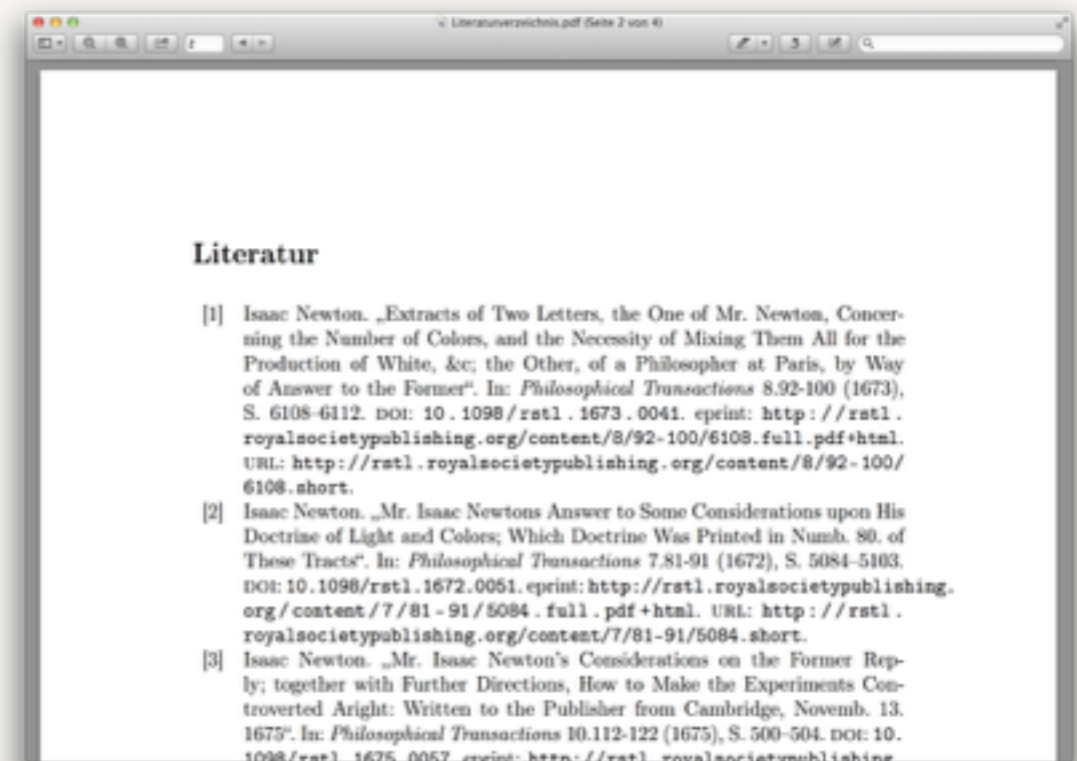 Literaturverzeichnis.pdf (Seite 2 von 4)
2
Literatur
[1] Isaac Newton. „Extracts of Two Letters, the One of Mr. Newton, Concer-
ning the Number of Colors, and the Necessity of Mixing Them All for the
Production of White, &c; the Other, of a Philosopher at Paris, by Way
of Answer to the Former“. In: Philosophical Transactions 8.92-100 (1673),
S. 6108–6112. DOI: 10.1098/rstl.1673.0041. eprint: http://rstl.
royalsocietypublishing.org/content/8/92-100/6108.full.pdf+html.
URL: http://rstl.royalsocietypublishing.org/content/8/92-100/
6108.short.
[2] Isaac Newton. „Mr. Isaac Newtons Answer to Some Considerations upon His
Doctrine of Light and Colors; Which Doctrine Was Printed in Numb. 80. of
These Tracts“. In: Philosophical Transactions 7.81-91 (1672), S. 5084–5103.
DOI: 10.1098/rstl.1672.0051. eprint: http://rstl.royalsocietypublishing.
org/content/7/81-91/5084.full.pdf+html. URL: http://rstl.
royalsocietypublishing.org/content/7/81-91/5084.short.
[3] Isaac Newton. „Mr. Isaac Newton's Considerations on the Former Rep-
ly; together with Further Directions, How to Make the Experiments Con-
troverted Aright: Written to the Publisher from Cambridge, Novemb. 13.
1675“. In: Philosophical Transactions 10.112-122 (1675), S. 500–504. DOI: 10.
1098/rstl.1675.0057. eprint: http://rstl.royalsocietypublishing.